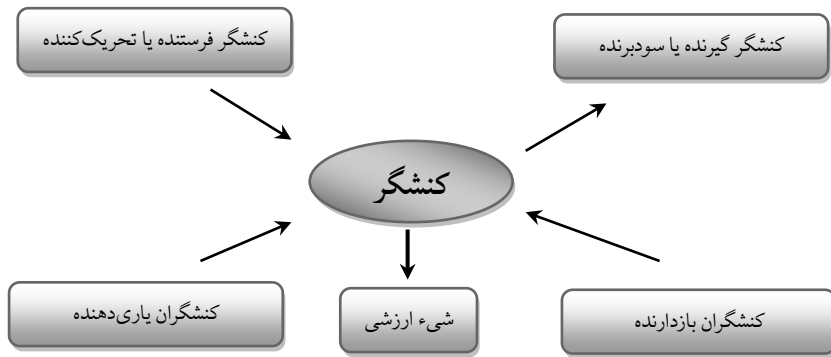 کنشگر گیرنده یا سودبرنده
کنشگر فرستنده یا تحریک‌کننده
کنشگر
کنشگران بازدارنده
شیء ارزشی
کنشگران یاری‌دهنده